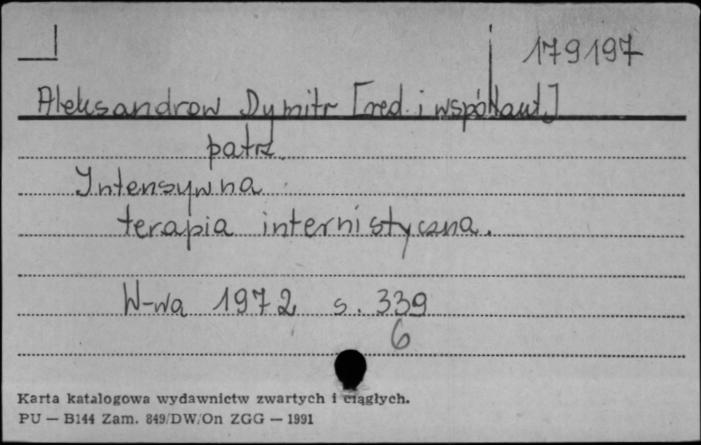 179197
Aleksandrow Dymitr [red. i współaut.]
patrz
Intensywna
terapia internistyczna.
W-wa 1972 s. 339
6
Karta katalogowa wydawnictw zwartych i ciągłych.
PU — B144 Zam. 849/DW/On ZGG — 1991